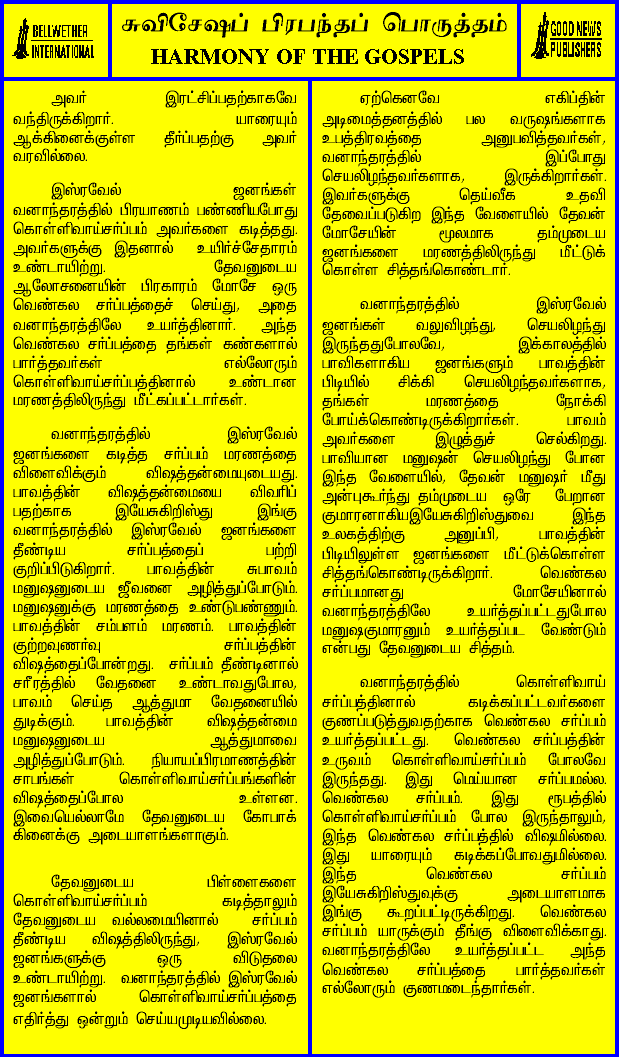 BELLWETHER
INTERNATIONAL
சுவிசேஷப் பிரபந்தப் பொருத்தம்
HARMONY OF THE GOSPELS
GOOD NEWS
PUBLISHERS
அவர் இரட்சிப்பதற்காகவே
வந்திருக்கிறார். யாரையும்
ஆக்கினைக்குள்ள தீர்ப்பதற்கு அவர்
வரவில்லை.
இஸ்ரவேல் ஜனங்கள்
வனாந்தரத்தில் பிரயாணம் பண்ணியபோது
கொள்ளிவாய்சர்ப்பம் அவர்களை கடித்தது.
அவர்களுக்கு இதனால் உயிர்ச்சேதாரம்
உண்டாயிற்று. தேவனுடைய
ஆலோசனையின் பிரகாரம் மோசே ஒரு
வெண்கல சர்ப்பத்தைச் செய்து, அதை
வனாந்தரத்திலே உயர்த்தினார். அந்த
வெண்கல சர்ப்பத்தை தங்கள் கண்களால்
பார்த்தவர்கள் எல்லோரும்
கொள்ளிவாய்சர்ப்பத்தினால் உண்டான
மரணத்திலிருந்து மீட்கப்பட்டார்கள்.
வனாந்தரத்தில் இஸ்ரவேல்
ஜனங்களை கடித்த சர்ப்பம் மரணத்தை
விளைவிக்கும் விஷத்தன்மையுடையது.
பாவத்தின் விஷத்தன்மையை விவரிப்
பதற்காக இயேசுகிறிஸ்து இங்கு
வனாந்தரத்தில் இஸ்ரவேல் ஜனங்களை
தீண்டிய சர்ப்பத்தைப் பற்றி
குறிப்பிடுகிறார். பாவத்தின் சுபாவம்
மனுஷனுடைய ஜீவனை அழித்துப்போடும்.
மனுஷனுக்கு மரணத்தை உண்டுபண்ணும்.
பாவத்தின் சம்பளம் மரணம். பாவத்தின்
குற்றவுணர்வு சர்ப்பத்தின்
விஷத்தைப்போன்றது. சர்ப்பம் தீண்டினால்
சரீரத்தில் வேதனை உண்டாவதுபோல,
பாவம் செய்த ஆத்துமா வேதனையில்
துடிக்கும். பாவத்தின் விஷத்தன்மை
மனுஷனுடைய ஆத்துமாவை
அழித்துப்போடும். நியாயப்பிரமாணத்தின்
சாபங்கள் கொள்ளிவாய்சர்ப்பங்களின்
விஷத்தைப்போல உள்ளன.
இவையெல்லாமே தேவனுடைய கோபாக்
கினைக்கு அடையாளங்களாகும்.
தேவனுடைய பிள்ளைகளை
கொள்ளிவாய்சர்ப்பம் கடித்தாலும்
தேவனுடைய வல்லமையினால் சர்ப்பம்
தீண்டிய விஷத்திலிருந்து, இஸ்ரவேல்
ஜனங்களுக்கு ஒரு விடுதலை
உண்டாயிற்று. வனாந்தரத்தில் இஸ்ரவேல்
ஜனங்களால் கொள்ளிவாய்சர்ப்பத்தை
எதிர்த்து ஒன்றும் செய்யமுடியவில்லை.
ஏற்கெனவே எகிப்தின்
அடிமைத்தனத்தில் பல வருஷங்களாக
உபத்திரவத்தை அனுபவித்தவர்கள்,
வனாந்தரத்தில் இப்போது
செயலிழந்தவர்களாக, இருக்கிறார்கள்.
இவர்களுக்கு தெய்வீக உதவி
தேவைப்படுகிற இந்த வேளையில் தேவன்
மோசேயின் மூலமாக தம்முடைய
ஜனங்களை மரணத்திலிருந்து மீட்டுக்
கொள்ள சித்தங்கொண்டார்.
வனாந்தரத்தில் இஸ்ரவேல்
ஜனங்கள் வலுவிழந்து, செயலிழந்து
இருந்ததுபோலவே, இக்காலத்தில்
பாவிகளாகிய ஜனங்களும் பாவத்தின்
பிடியில் சிக்கி செயலிழந்தவர்களாக,
தங்கள் மரணத்தை நோக்கி
போய்க்கொண்டிருக்கிறார்கள். பாவம்
அவர்களை இழுத்துச் செல்கிறது.
பாவியான மனுஷன் செயலிழந்து போன
இந்த வேளையில், தேவன் மனுஷர் மீது
அன்புகூர்ந்து தம்முடைய ஒரே பேறான
குமாரனாகியஇயேசுகிறிஸ்துவை இந்த
உலகத்திற்கு அனுப்பி, பாவத்தின்
பிடியிலுள்ள ஜனங்களை மீட்டுக்கொள்ள
சித்தங்கொண்டிருக்கிறார். வெண்கல
சர்ப்பமானது மோசேயினால்
வனாந்தரத்திலே உயர்த்தப்பட்டதுபோல
மனுஷகுமாரனும் உயர்த்தப்பட வேண்டும்
என்பது தேவனுடைய சித்தம்.
வனாந்தரத்தில் கொள்ளிவாய்
சர்ப்பத்தினால் கடிக்கப்பட்டவர்களை
குணப்படுத்துவதற்காக வெண்கல சர்ப்பம்
உயர்த்தப்பட்டது. வெண்கல சர்ப்பத்தின்
உருவம் கொள்ளிவாய்சர்ப்பம் போலவே
இருந்தது. இது மெய்யான சர்ப்பமல்ல.
வெண்கல சர்ப்பம். இது ரூபத்தில்
கொள்ளிவாய்சர்ப்பம் போல இருந்தாலும்,
இந்த வெண்கல சர்ப்பத்தில் விஷமில்லை.
இது யாரையும் கடிக்கப்போவதுமில்லை.
இந்த வெண்கல சர்ப்பம்
இயேசுகிறிஸ்துவுக்கு அடையாளமாக
இங்கு கூறப்பட்டிருக்கிறது. வெண்கல
சர்ப்பம் யாருக்கும் தீங்கு விளைவிக்காது.
வனாந்தரத்திலே உயர்த்தப்பட்ட அந்த
வெண்கல சர்ப்பத்தை பார்த்தவர்கள்
எல்லோரும் குணமடைந்தார்கள்.